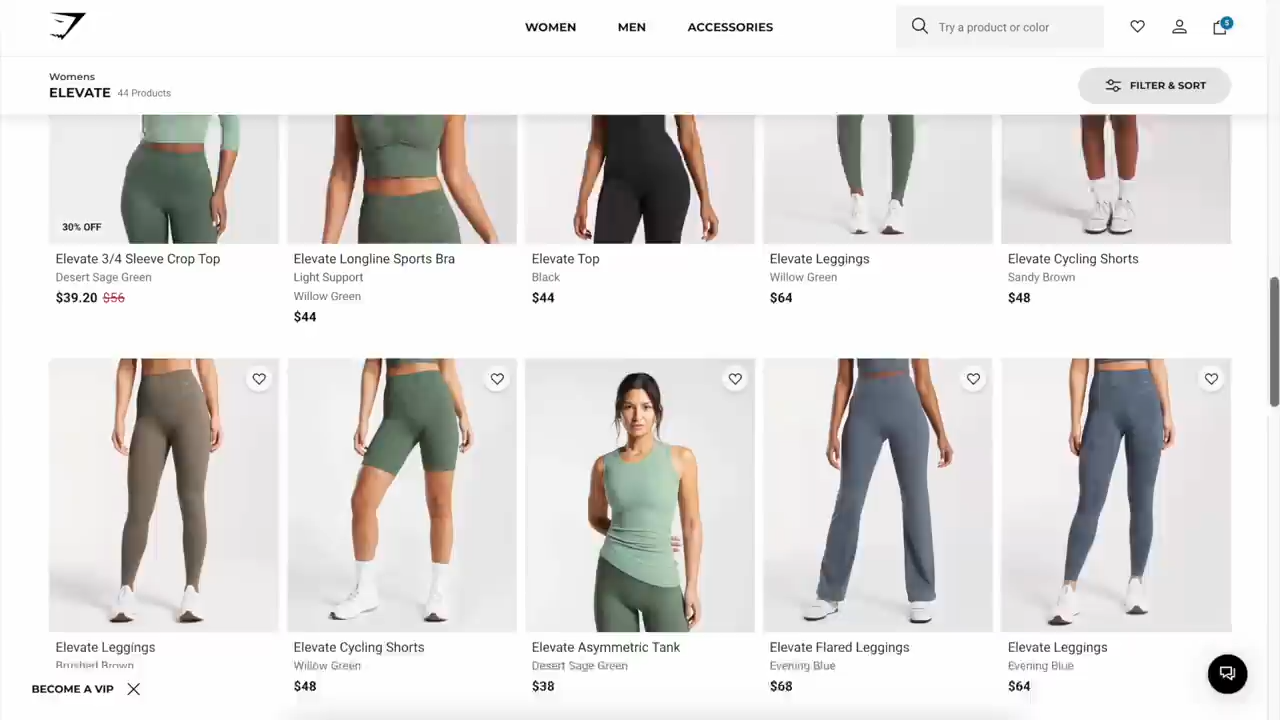 WOMEN
MEN
ACCESSORIES
Try a product or color
5
Womens
ELEVATE 44 Products
FILTER & SORT
30% OFF
Elevate 3/4 Sleeve Crop Top
Desert Sage Green
$39.20 $56
Elevate Longline Sports Bra
Light Support
Willow Green
$44
Elevate Top
Black
$44
Elevate Leggings
Willow Green
$64
Elevate Cycling Shorts
Sandy Brown
$48
Elevate Leggings
Brushed Brown
Elevate Cycling Shorts
Willow Green
$48
Elevate Asymmetric Tank
Desert Sage Green
$38
Elevate Flared Leggings
Evening Blue
$68
Elevate Leggings
Evening Blue
$64
BECOME A VIP